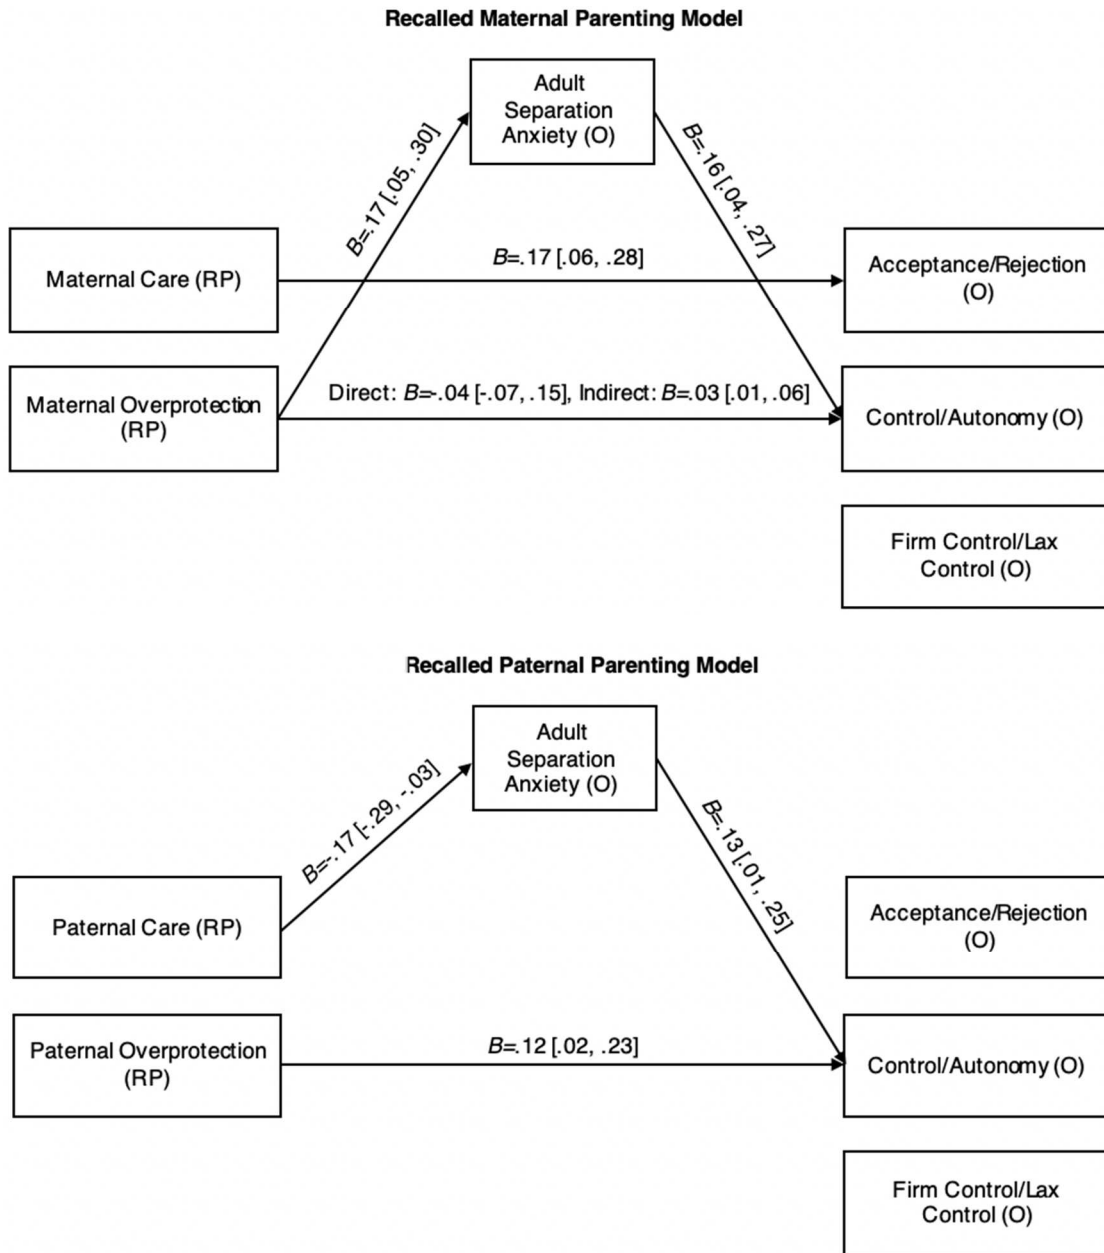 Recalled Maternal Parenting Model
Adult
Separation
Anxiety (O)
B=.17 [.05, .30]
B=.16 [.04, .27]
Maternal Care (RP)
B=.17 [.06, .28]
Acceptance/Rejection
(O)
Maternal Overprotection
(RP)
Direct: B=-.04 [-.07, .15], Indirect: B=.03 [.01, .06]
Control/Autonomy (O)
Firm Control/Lax
Control (O)
Recalled Paternal Parenting Model
Adult
Separation
Anxiety (O)
B=-.17 [-.29, -.03]
B=.13 [.01, .25]
Paternal Care (RP)
Acceptance/Rejection
(O)
Paternal Overprotection
(RP)
B=.12 [.02, .23]
Control/Autonomy (O)
Firm Control/Lax
Control (O)